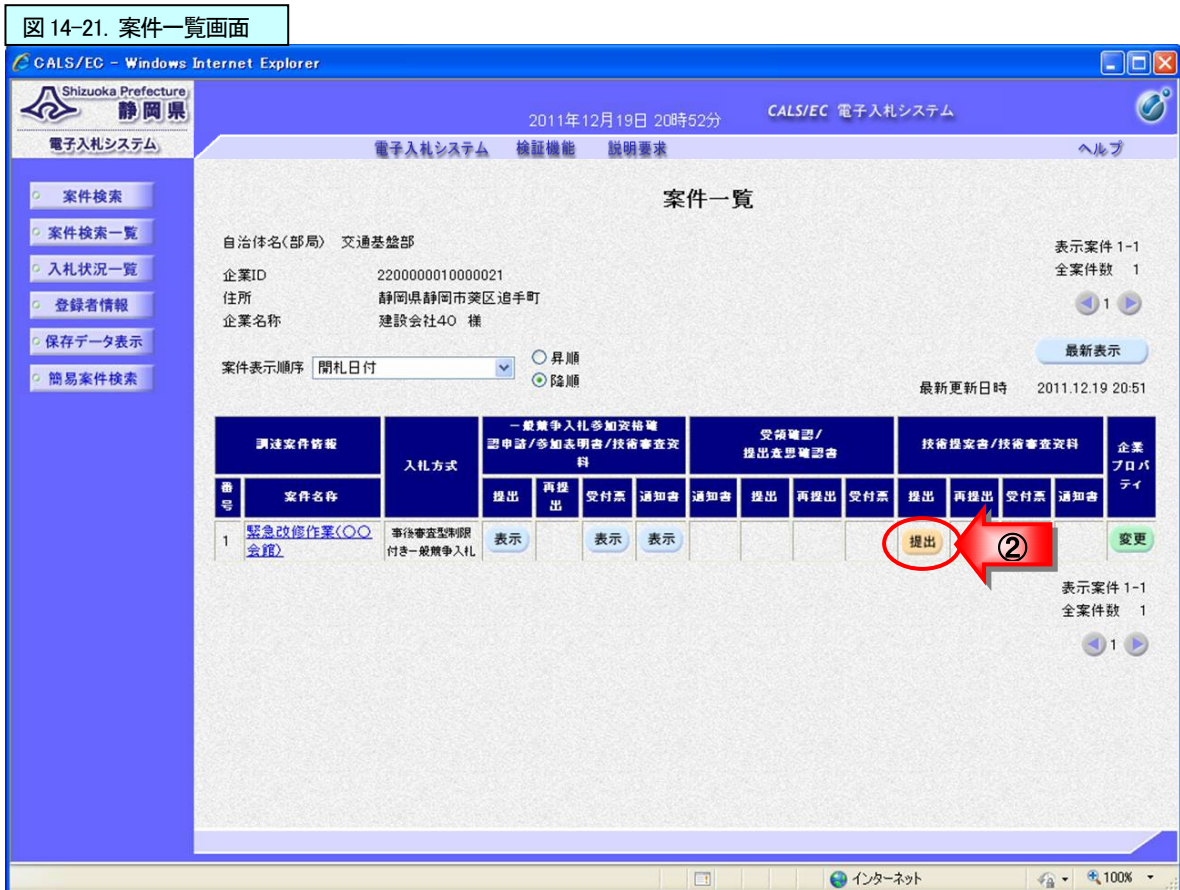 図 14-21. 案件一覧画面
CALS/EC - Windows Internet Explorer
Shizuoka Prefecture
静岡県
電子入札システム
2011年12月19日 20時52分
CALS/EC 電子入札システム
電子入札システム 検証機能 説明要求 ヘルプ
案件検索
案件検索一覧
入札状況一覧
登録者情報
保存データ表示
簡易案件検索
案件一覧
自治体名(部局) 交通基盤部
表示案件 1-1
全案件数 1
1
企業ID 2200000010000021
住所 静岡県静岡市葵区追手町
企業名称 建設会社40 様
案件表示順序 開札日付
昇順
降順
最新表示
最新更新日時 2011.12.19 20:51
調達案件情報
入札方式
一般競争入札参加資格確
認申請/参加表明書/技術審査資
料
受領確認/
提出意思確認書
技術提案書/技術審査資料
企業
プロパ
ティ
番
号
案件名称
提出
再提
出
受付票
通知書
通知書
提出
再提出
受付票
提出
再提出
受付票
通知書
1
緊急改修作業(〇〇
会館)
事後審査型制限
付き一般競争入札
表示
表示
表示
提出
②
変更
表示案件 1-1
全案件数 1
1
インターネット
100%